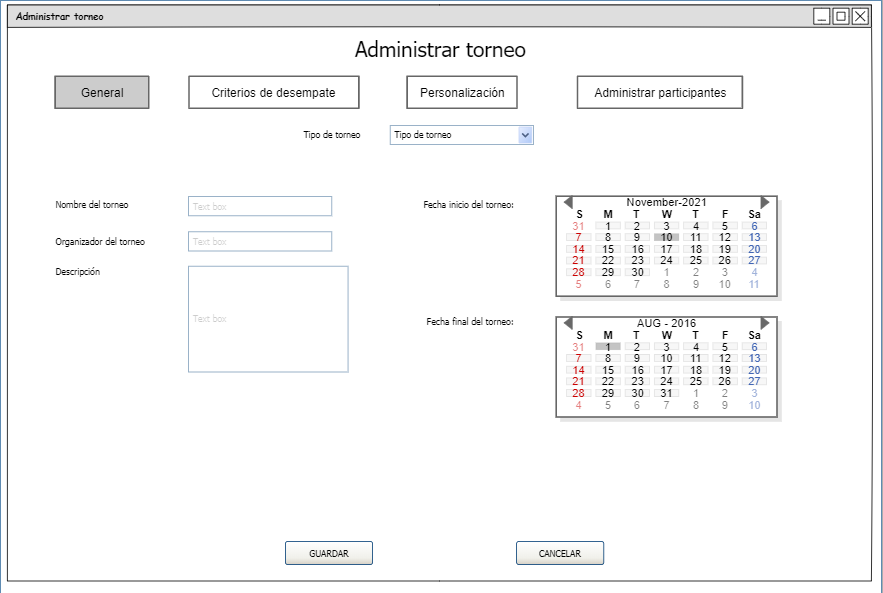 Administrar torneo
Administrar torneo
General Criterios de desempate Personalización Administrar participantes
Tipo de torneo Tipo de torneo
Nombre del torneo Text box Fecha inicio del torneo:
Organizador del torneo Text box
Descripción Text box
November-2021
S M T W T F Sa
31 1 2 3 4 5 6
7 8 9 10 11 12 13
14 15 16 17 18 19 20
21 22 23 24 25 26 27
28 29 30 1 2 3 4
5 6 7 8 9 10 11
Fecha final del torneo:
AUG - 2016
S M T W T F Sa
31 1 2 3 4 5 6
7 8 9 10 11 12 13
14 15 16 17 18 19 20
21 22 23 24 25 26 27
28 29 30 31 1 2 3
4 5 6 7 8 9 10
GUARDAR CANCELAR